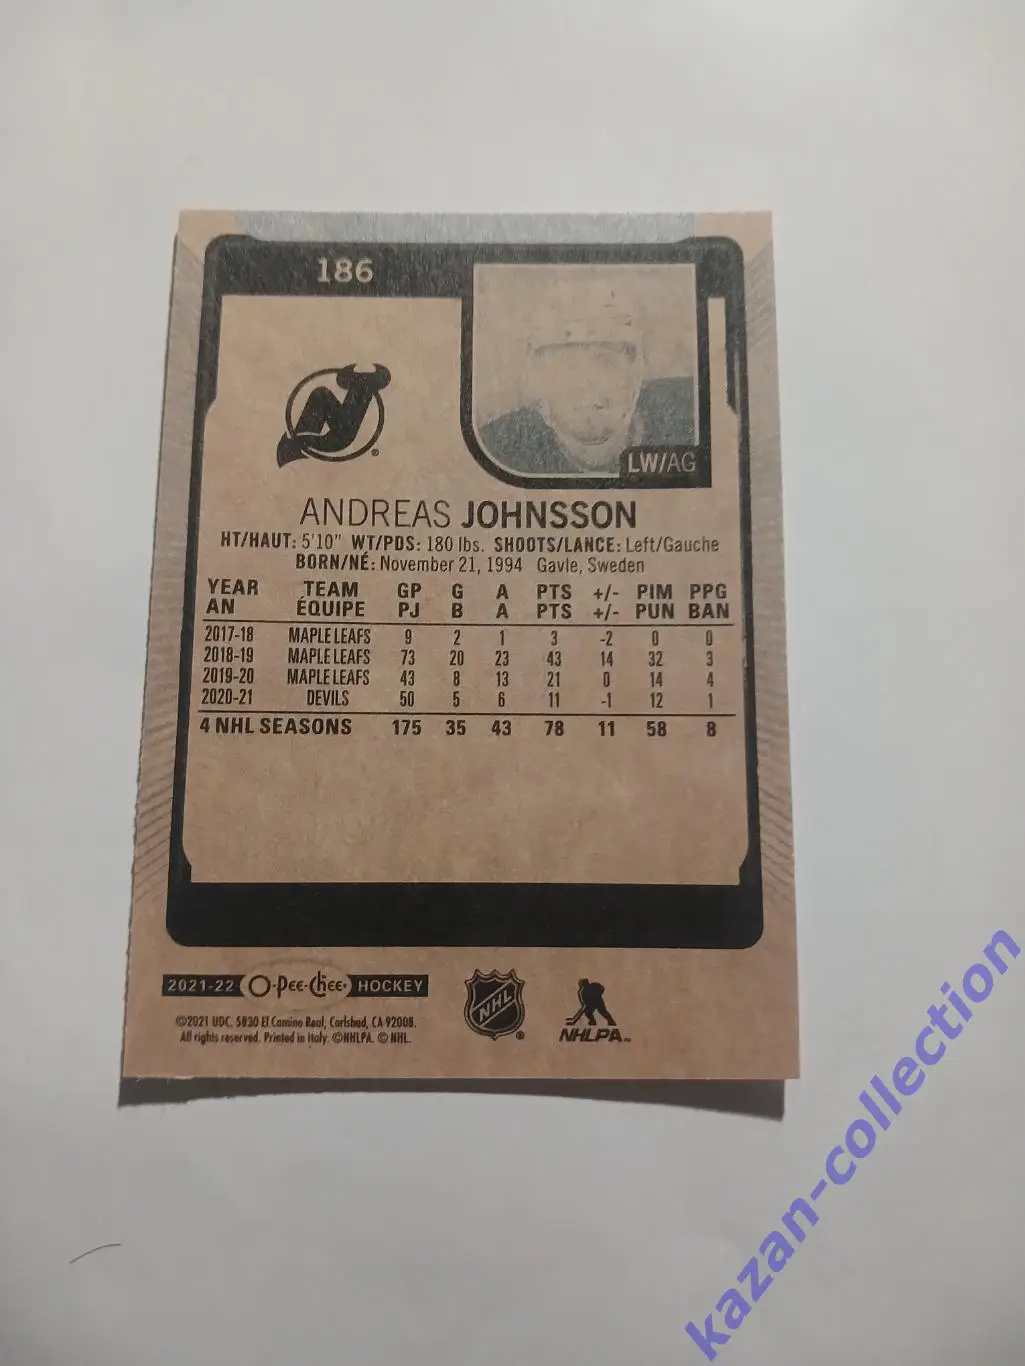 186
LW/AG
ANDREAS JOHNSSON
HT/HAUT: 5'10" WT/PDS: 180 lbs. SHOOTS/LANCE: Left/Gauche
BORN/NÉ: November 21, 1994 Gavle, Sweden
YEAR TEAM GP G A PTS +/- PIM PPG
AN ÉQUIPE PJ B A PTS +/- PUN BAN
2017-18 MAPLE LEAFS 9 2 1 3 -2 0 0
2018-19 MAPLE LEAFS 73 20 23 43 14 32 3
2019-20 MAPLE LEAFS 43 8 13 21 0 14 4
2020-21 DEVILS 50 5 6 11 -1 12 1
4 NHL SEASONS 175 35 43 78 11 58 8
2021-22 O-Pee-Chee® HOCKEY
NHL ®
NHLPA™
©2021 UDC. 5830 El Camino Real, Carlsbad, CA 92008.
All rights reserved. Printed in Italy. ©NHLPA. © NHL.
kazan-collection